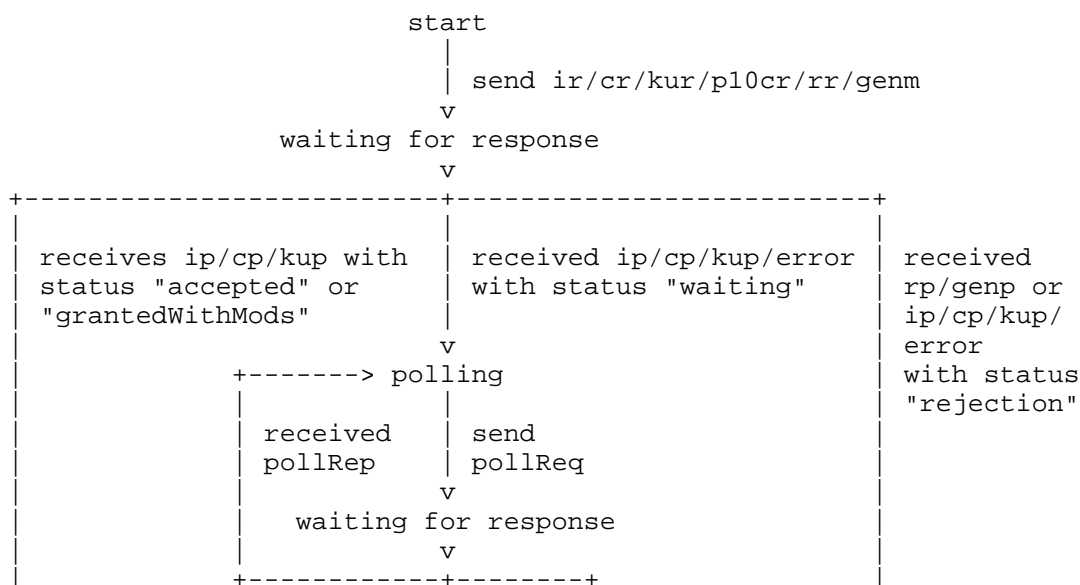 start
|
| send ir/cr/kur/p10cr/rr/genm
v
waiting for response
v
+--------------------------+--------------------------+
| | |
| receives ip/cp/kup with | received ip/cp/kup/error | received
| status "accepted" or | with status "waiting" | rp/genp or
| "grantedWithMods" | | ip/cp/kup/
| v | error
| +-------> polling | with status
| | | | "rejection"
| | received | send |
| | pollRep | pollReq |
| | v |
| | waiting for response |
| | v |
| +------------+--------+ |